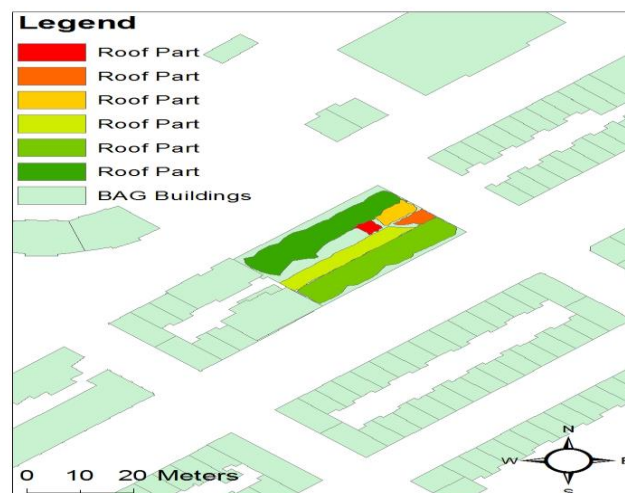 Legend
Roof Part
Roof Part
Roof Part
Roof Part
Roof Part
Roof Part
BAG Buildings
N
W E
S
0 10 20 Meters